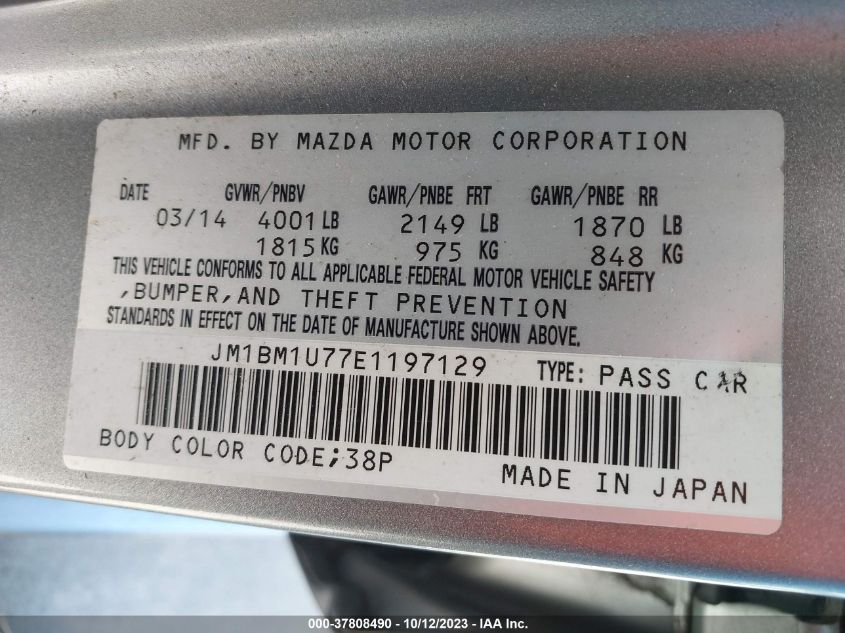 MFD. BY MAZDA MOTOR CORPORATION
DATE GVWR/PNBV GAWR/PNBE FRT GAWR/PNBE RR
03/14 4001 LB 2149 LB 1870 LB
1815 KG 975 KG 848 KG
THIS VEHICLE CONFORMS TO ALL APPLICABLE FEDERAL MOTOR VEHICLE SAFETY
,BUMPER,AND THEFT PREVENTION
STANDARDS IN EFFECT ON THE DATE OF MANUFACTURE SHOWN ABOVE.
JM1BM1U77E1197129 TYPE: PASS CAR
BODY COLOR CODE;38P
MADE IN JAPAN
000-37808490 - 10/12/2023 - IAA Inc.